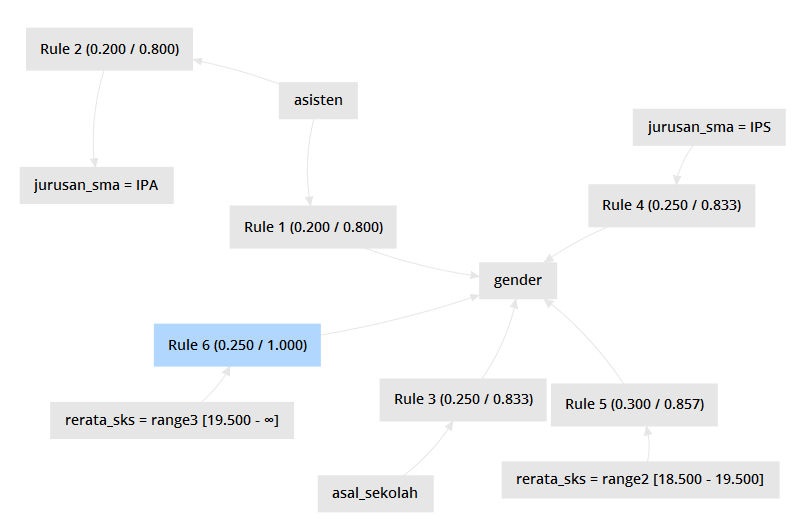 Rule 2 (0.200 / 0.800)
asisten
jurusan_sma = IPS
jurusan_sma = IPA
Rule 4 (0.250 / 0.833)
Rule 1 (0.200 / 0.800)
gender
Rule 6 (0.250 / 1.000)
Rule 3 (0.250 / 0.833)
Rule 5 (0.300 / 0.857)
rerata_sks = range3 [19.500 - ∞]
rerata_sks = range2 [18.500 - 19.500]
asal_sekolah